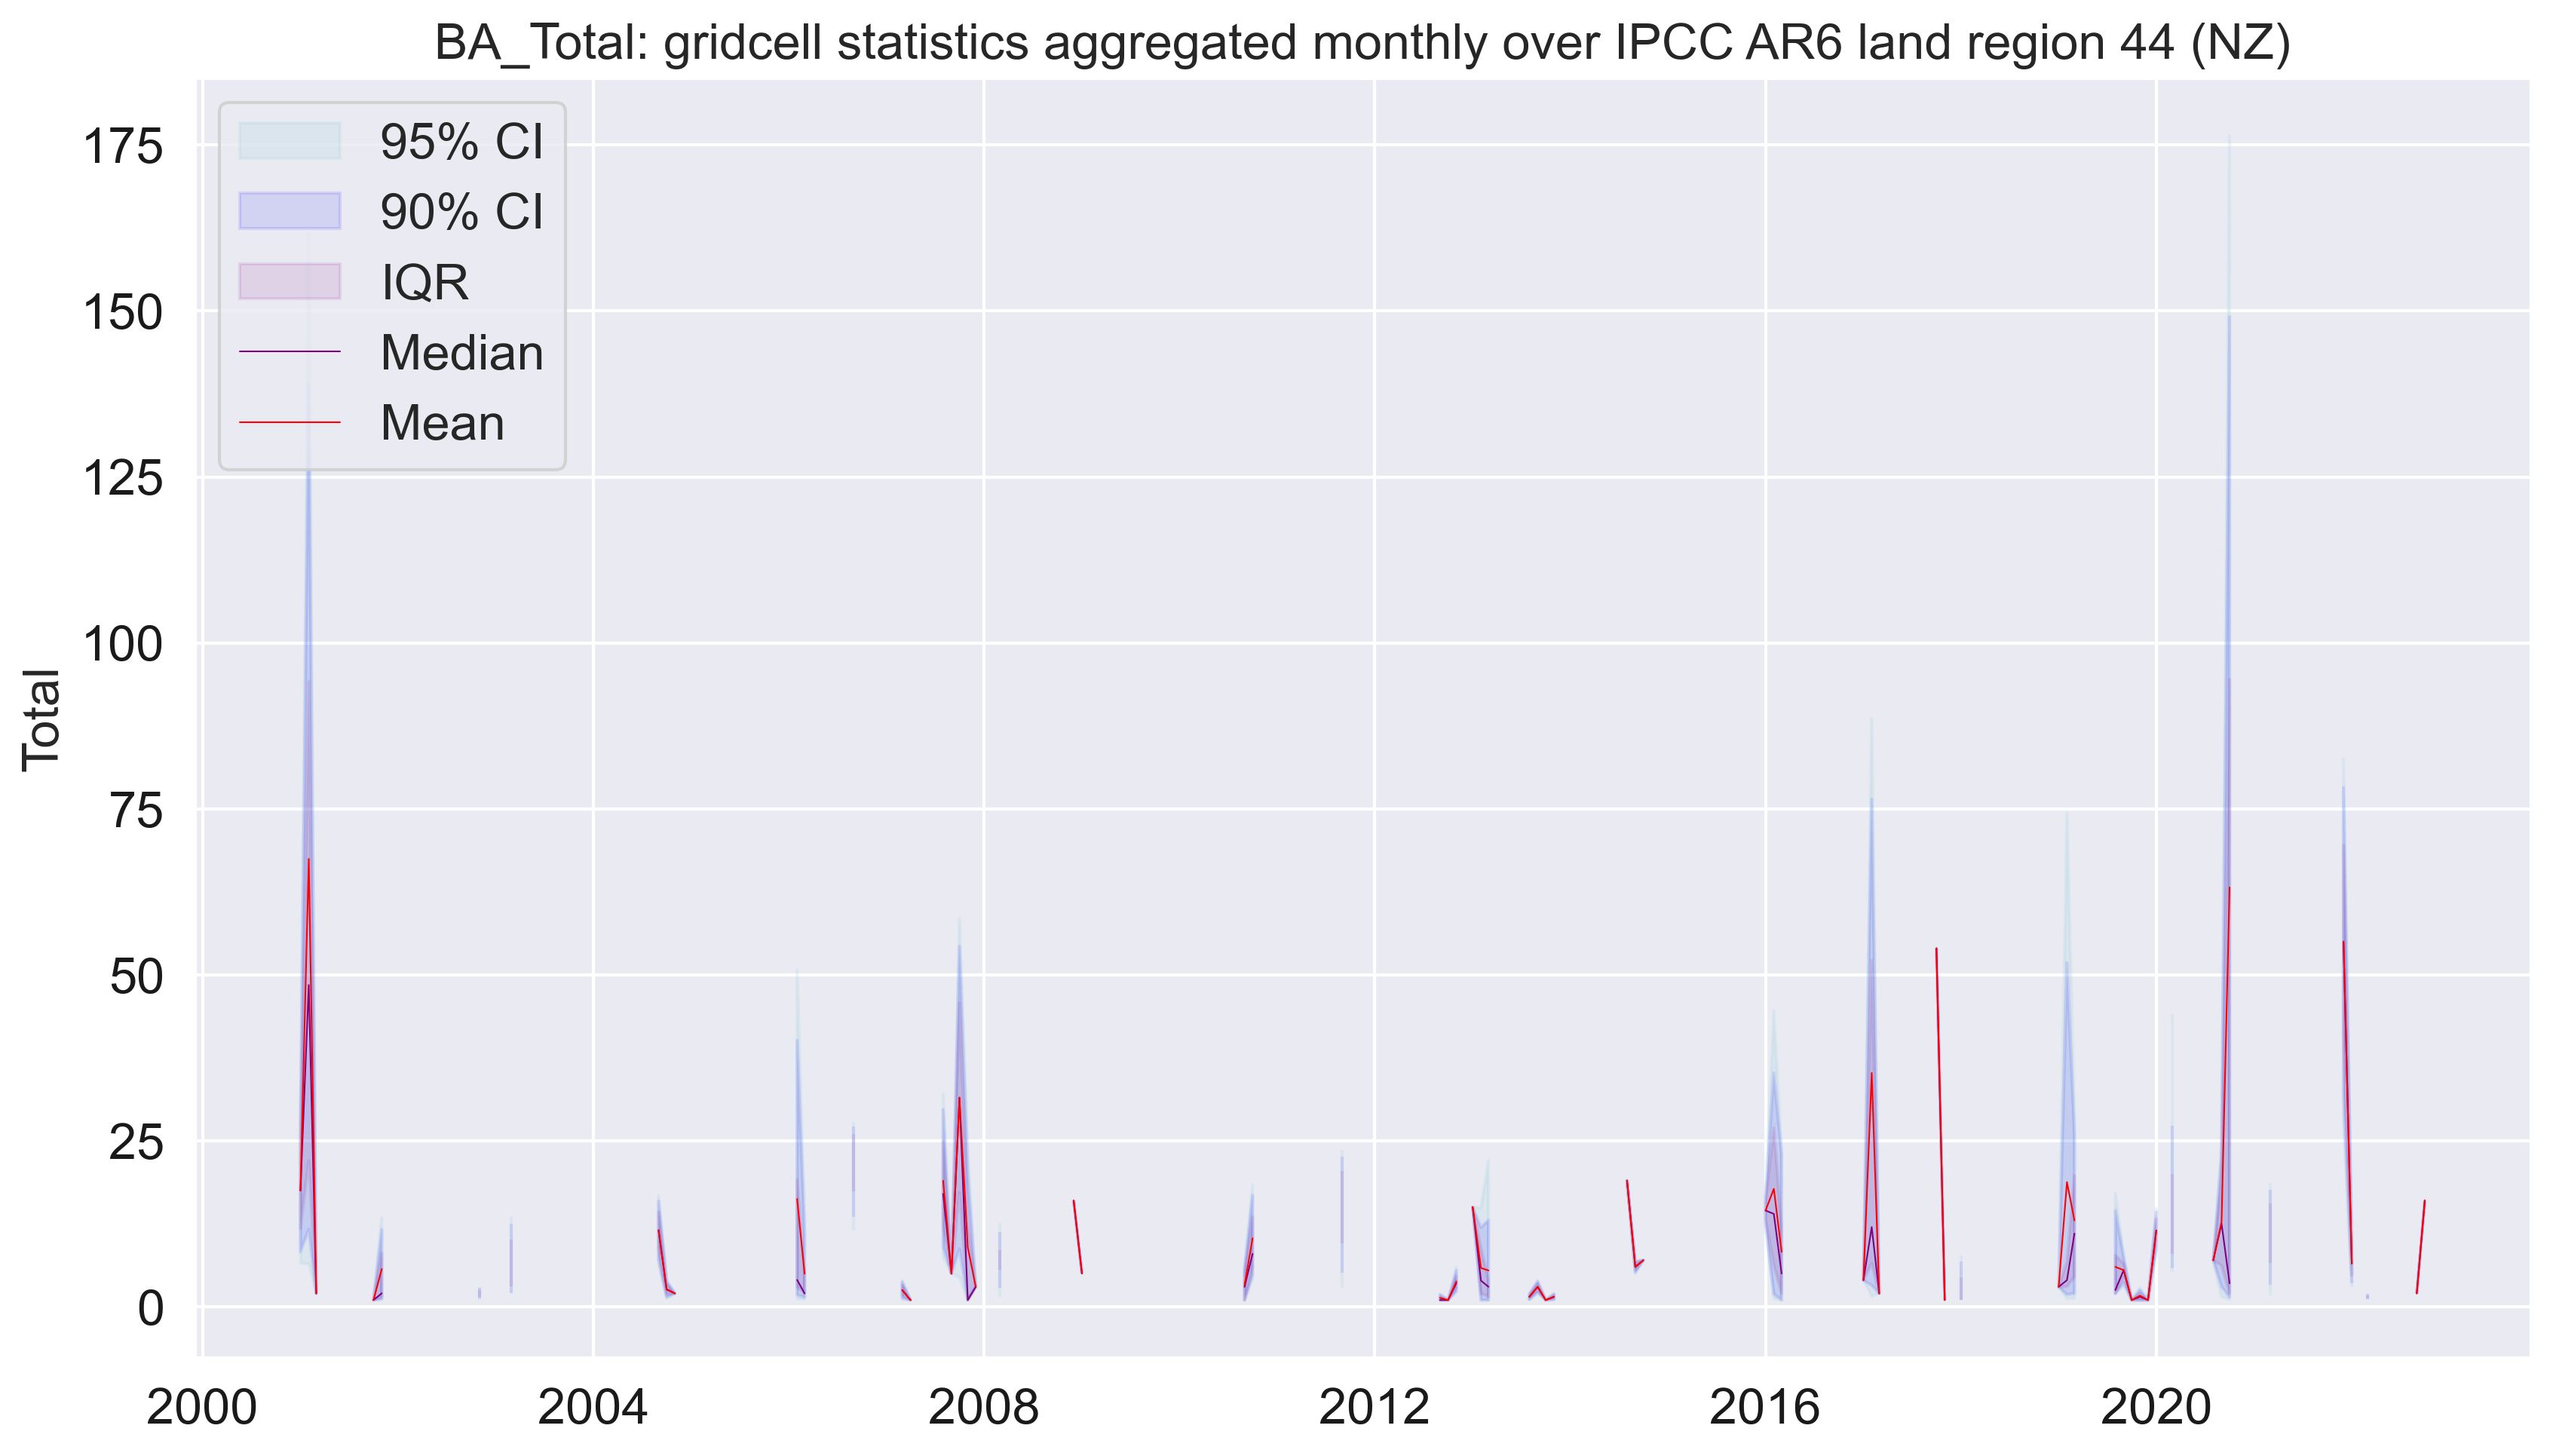 BA_Total: gridcell statistics aggregated monthly over IPCC AR6 land region 44 (NZ)
95% CI
90% CI
IQR
Median
Mean
175
150
125
100
75
50
25
0
Total
2000
2004
2008
2012
2016
2020